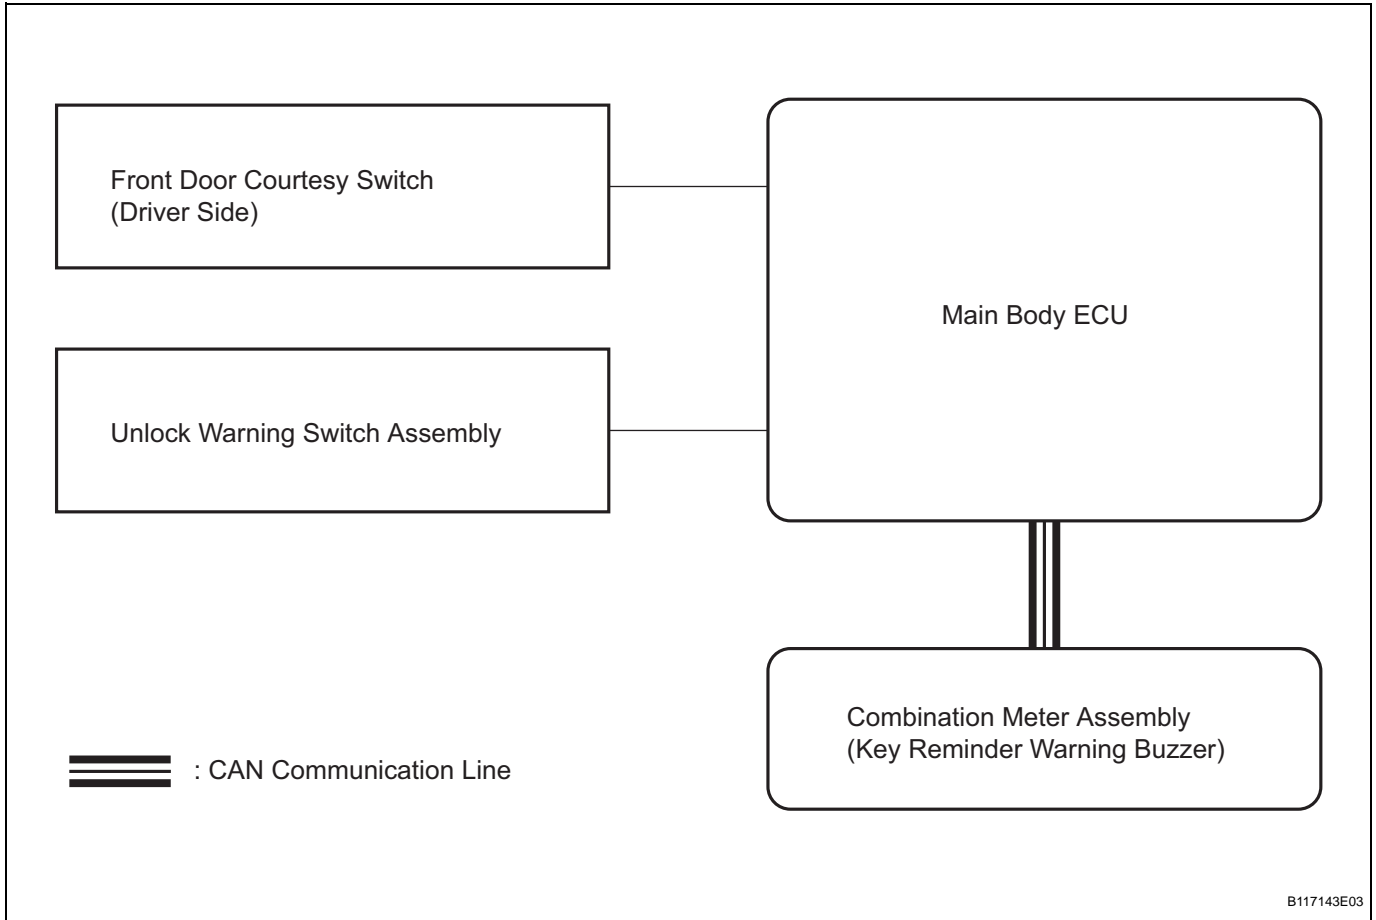 Front Door Courtesy Switch
(Driver Side)
Main Body ECU
Unlock Warning Switch Assembly
Combination Meter Assembly
(Key Reminder Warning Buzzer)
: CAN Communication Line
B117143E03